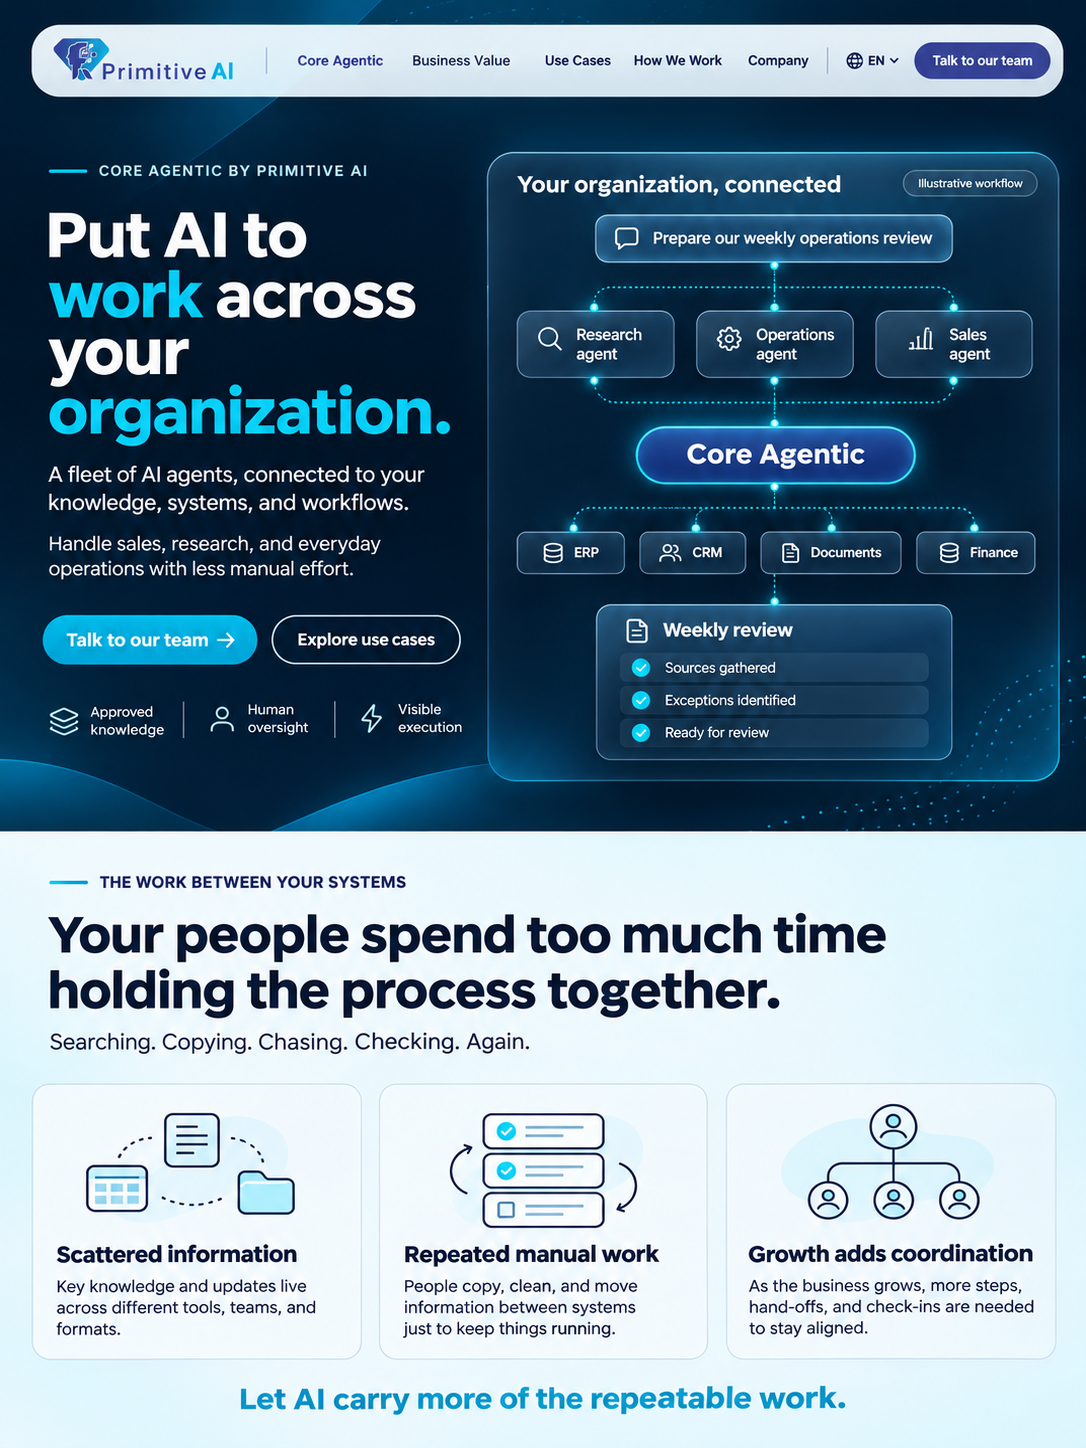 Primitive AI
Core Agentic
Business Value
Use Cases
How We Work
Company
EN
Talk to our team
CORE AGENTIC BY PRIMITIVE AI
Put AI to
work across
your
organization.
A fleet of AI agents, connected to your
knowledge, systems, and workflows.
Handle sales, research, and everyday
operations with less manual effort.
Talk to our team →
Explore use cases
Approved
knowledge
Human
oversight
Visible
execution
Your organization, connected
Illustrative workflow
Prepare our weekly operations review
Research
agent
Operations
agent
Sales
agent
Core Agentic
ERP
CRM
Documents
Finance
Weekly review
Sources gathered
Exceptions identified
Ready for review
THE WORK BETWEEN YOUR SYSTEMS
Your people spend too much time
holding the process together.
Searching. Copying. Chasing. Checking. Again.
Scattered information
Key knowledge and updates live
across different tools, teams, and
formats.
Repeated manual work
People copy, clean, and move
information between systems
just to keep things running.
Growth adds coordination
As the business grows, more steps,
hand-offs, and check-ins are needed
to stay aligned.
Let AI carry more of the repeatable work.